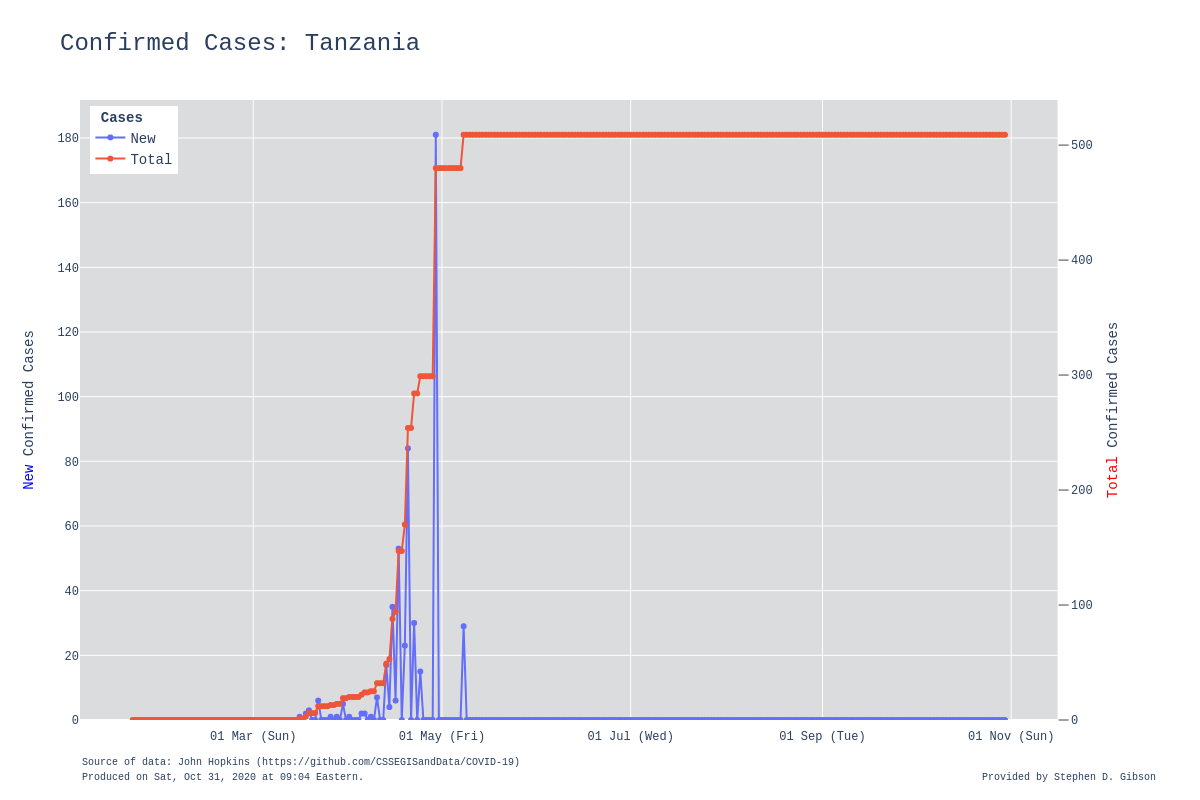 Confirmed Cases: Tanzania
Cases
New
Total
180
160
140
120
100
80
60
40
20
0
500
400
300
200
100
0
New Confirmed Cases
Total Confirmed Cases
01 Mar (Sun)
01 May (Fri)
01 Jul (Wed)
01 Sep (Tue)
01 Nov (Sun)
Source of data: John Hopkins (https://github.com/CSSEGISandData/COVID-19)
Produced on Sat, Oct 31, 2020 at 09:04 Eastern.
Provided by Stephen D. Gibson